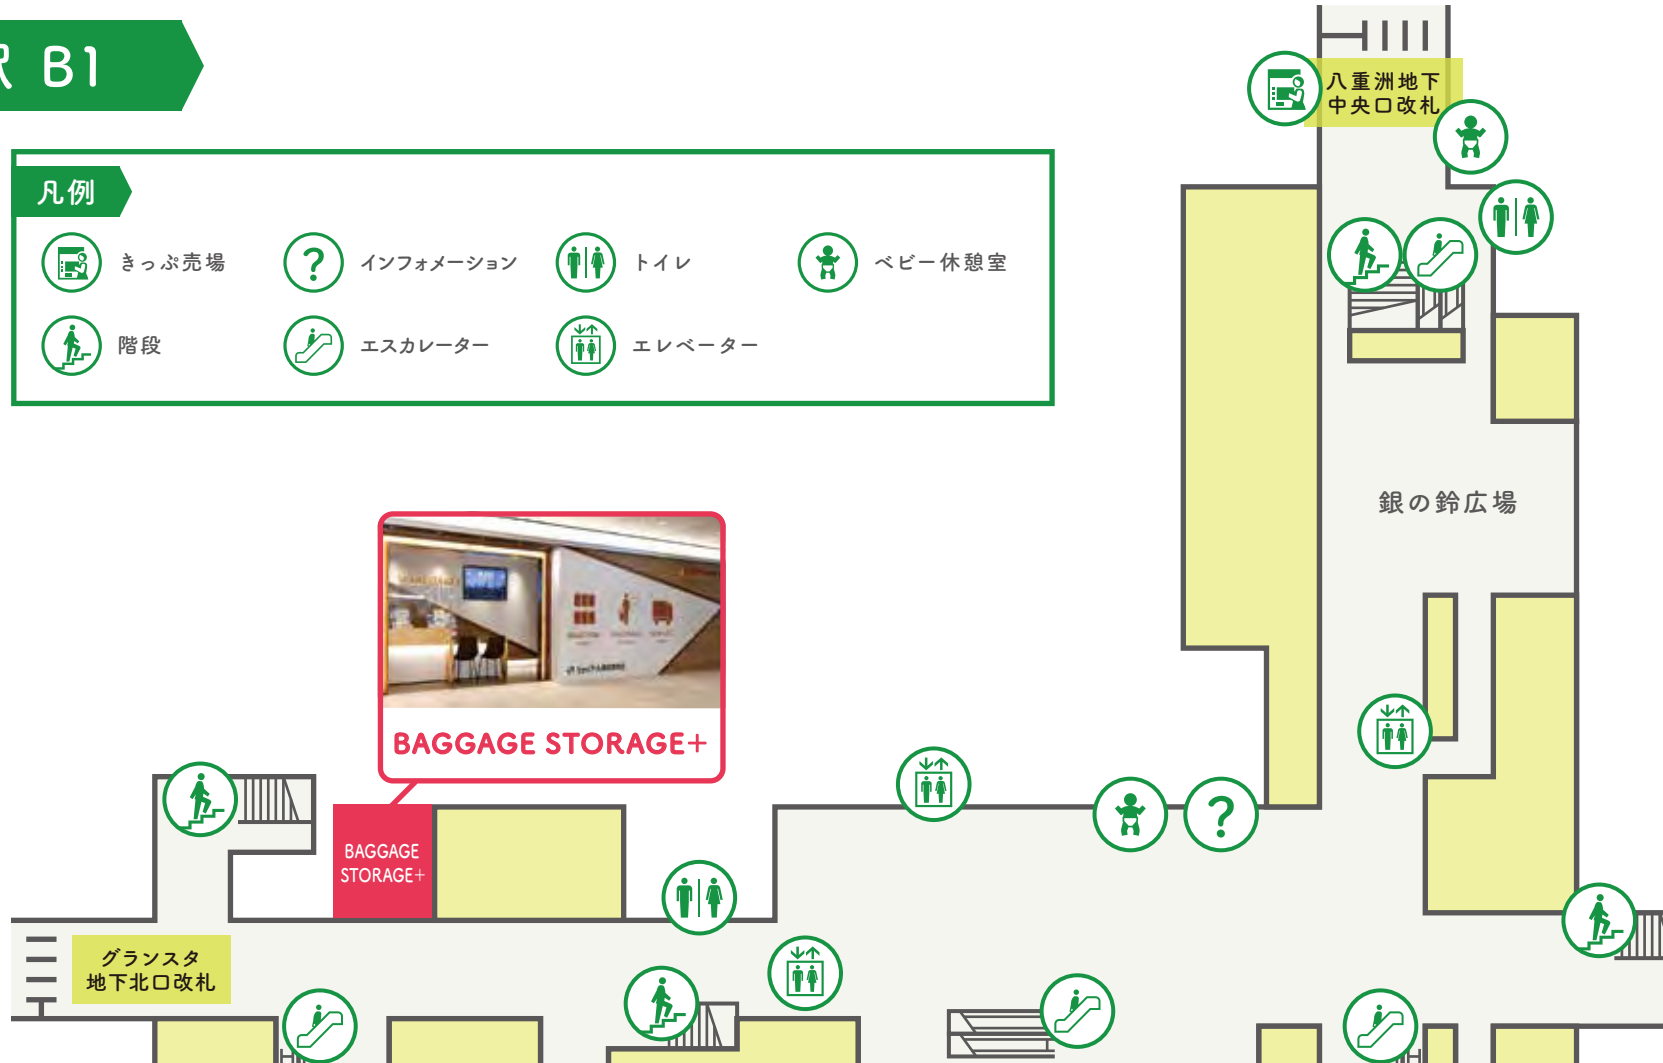 駅 B1
凡例
きっぷ売場
インフォメーション
トイレ
ベビー休憩室
階段
エスカレーター
エレベーター
八重洲地下
中央口改札
銀の鈴広場
BAGGAGE STORAGE+
BAGGAGE
STORAGE+
グランスタ
地下北口改札